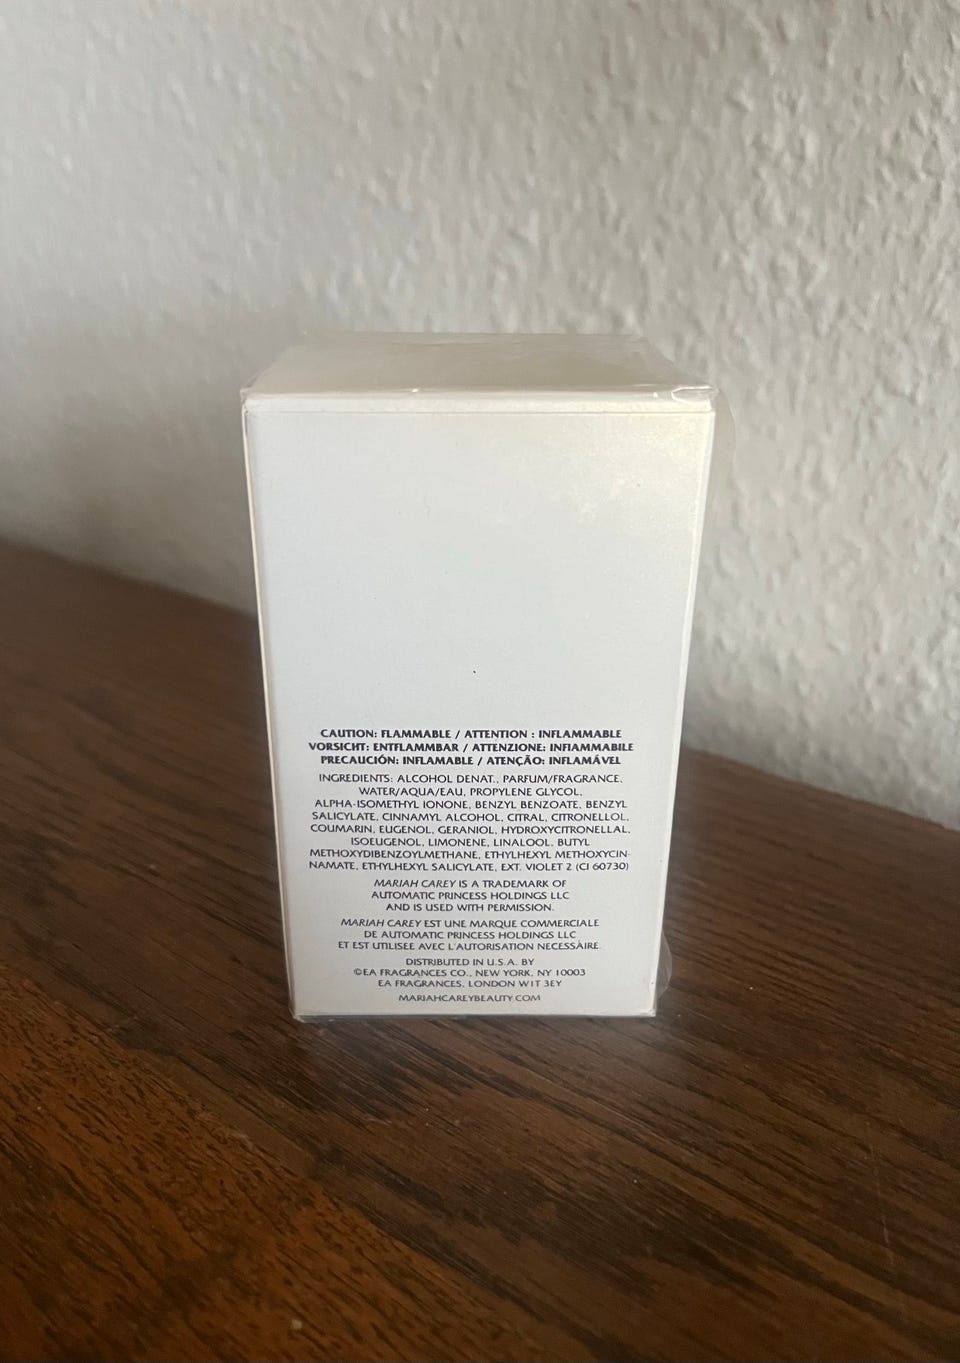 CAUTION: FLAMMABLE / ATTENTION : INFLAMMABLE
VORSICHT: ENTFLAMMBAR / ATTENZIONE: INFIAMMABILE
PRECAUCIÓN: INFLAMABLE / ATENÇÃO: INFLAMÁVEL
INGREDIENTS: ALCOHOL DENAT., PARFUM/FRAGRANCE,
WATER/AQUA/EAU, PROPYLENE GLYCOL,
ALPHA-ISOMETHYL IONONE, BENZYL BENZOATE, BENZYL
SALICYLATE, CINNAMYL ALCOHOL, CITRAL, CITRONELLOL,
COUMARIN, EUGENOL, GERANIOL, HYDROXYCITRONELLAL,
ISOEUGENOL, LIMONENE, LINALOOL, BUTYL
METHOXYDIBENZOYLMETHANE, ETHYLHEXYL METHOXYCIN-
NAMATE, ETHYLHEXYL SALICYLATE, EXT. VIOLET 2 (CI 60730)
MARIAH CAREY IS A TRADEMARK OF
AUTOMATIC PRINCESS HOLDINGS LLC
AND IS USED WITH PERMISSION.
MARIAH CAREY EST UNE MARQUE COMMERCIALE
DE AUTOMATIC PRINCESS HOLDINGS LLC
ET EST UTILISEE AVEC L'AUTORISATION NECESSÀIRE.
DISTRIBUTED IN U.S.A. BY
©EA FRAGRANCES CO., NEW YORK, NY 10003
EA FRAGRANCES, LONDON W1T 3EY
MARIAHCAREYBEAUTY.COM